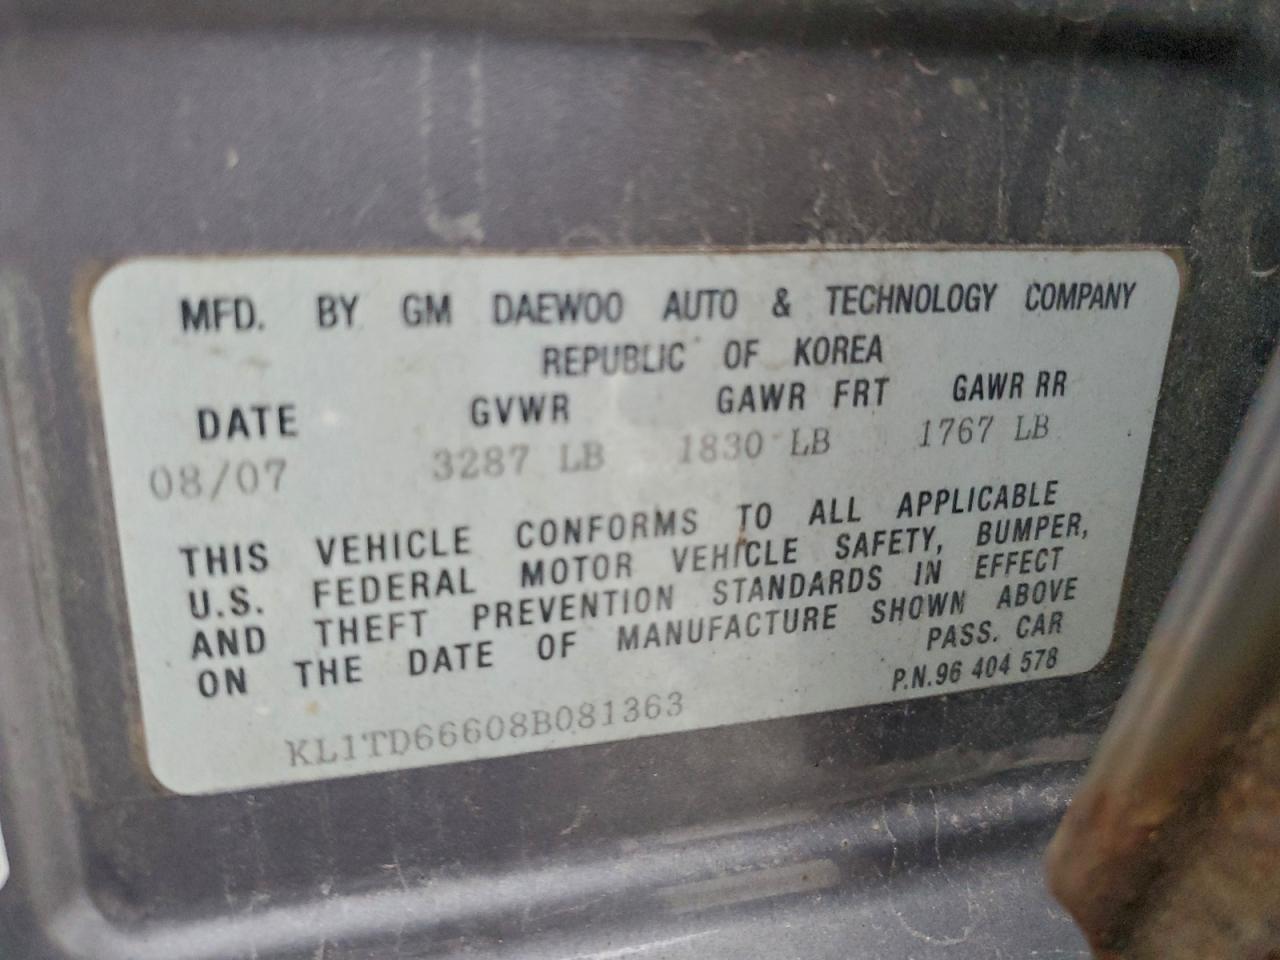 MFD. BY GM DAEWOO AUTO & TECHNOLOGY COMPANY
REPUBLIC OF KOREA
DATE GVWR GAWR FRT GAWR RR
08/07 3287 LB 1830 LB 1767 LB
THIS VEHICLE CONFORMS TO ALL APPLICABLE
U.S. FEDERAL MOTOR VEHICLE SAFETY, BUMPER,
AND THEFT PREVENTION STANDARDS IN EFFECT
ON THE DATE OF MANUFACTURE SHOWN ABOVE
PASS. CAR
P.N.96 404 578
KL1TD66608B081363